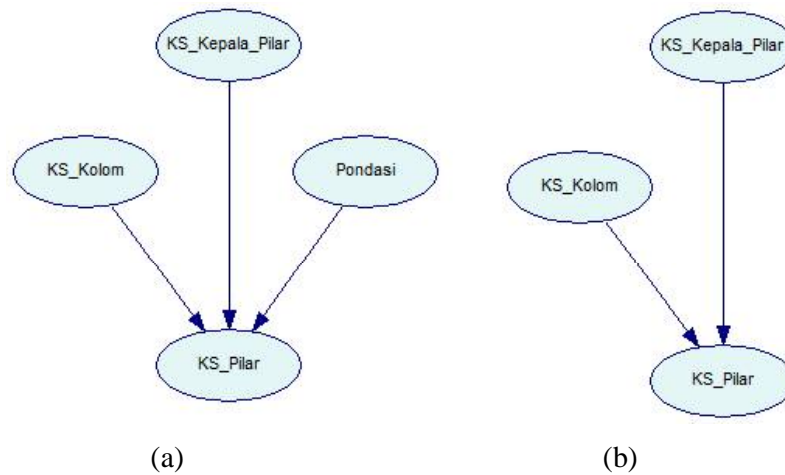 KS_Kepala_Pilar
KS_Kolom
Pondasi
KS_Pilar
(a)
KS_Kepala_Pilar
KS_Kolom
KS_Pilar
(b)